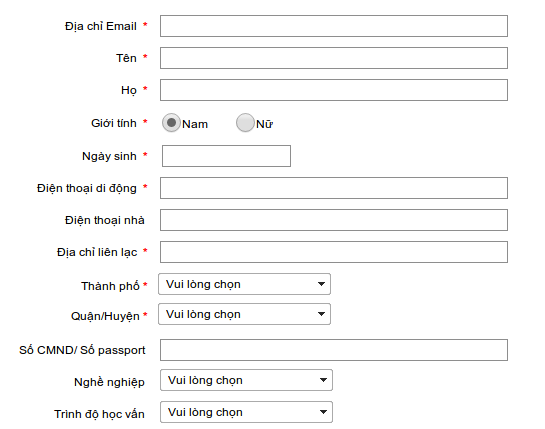 Địa chỉ Email *
Tên *
Họ *
Giới tính * Nam Nữ
Ngày sinh *
Điện thoại di động *
Điện thoại nhà
Địa chỉ liên lạc *
Thành phố * Vui lòng chọn
Quận/Huyện * Vui lòng chọn
Số CMND/ Số passport
Nghề nghiệp Vui lòng chọn
Trình độ học vấn Vui lòng chọn